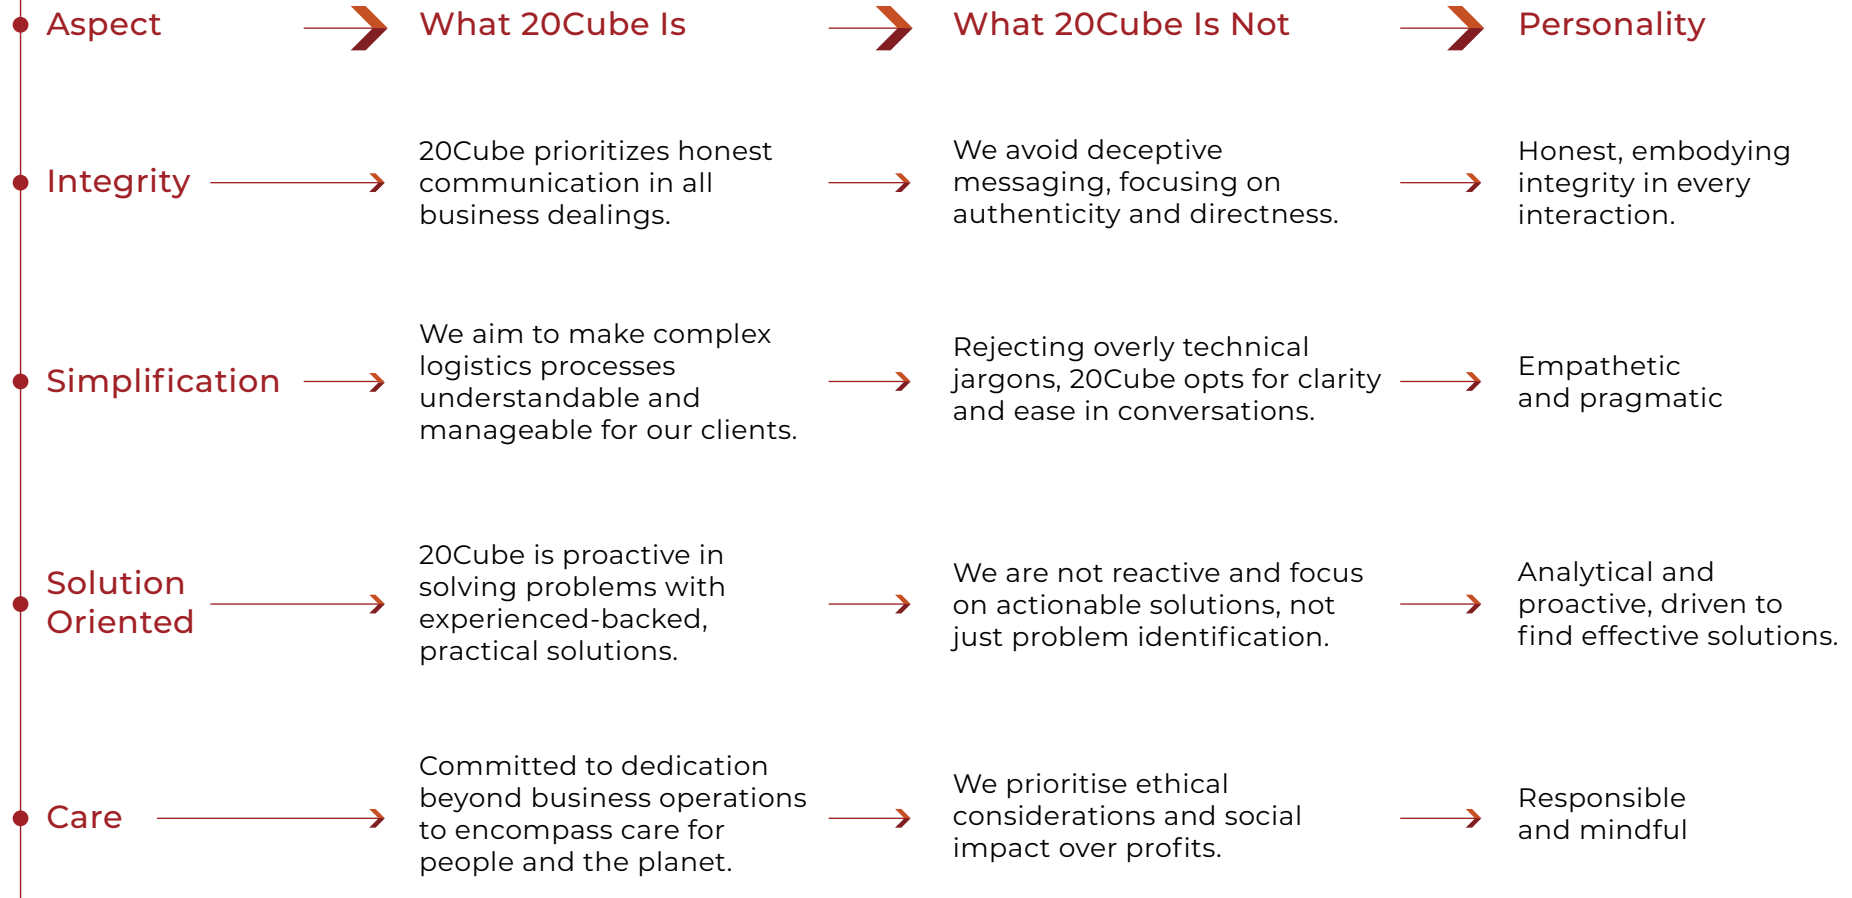 Aspect
What 20Cube Is
What 20Cube Is Not
Personality
Integrity
20Cube prioritizes honest
communication in all
business dealings.
We avoid deceptive
messaging, focusing on
authenticity and directness.
Honest, embodying
integrity in every
interaction.
Simplification
We aim to make complex
logistics processes
understandable and
manageable for our clients.
Rejecting overly technical
jargons, 20Cube opts for clarity
and ease in conversations.
Empathetic
and pragmatic
Solution
Oriented
20Cube is proactive in
solving problems with
experienced-backed,
practical solutions.
We are not reactive and focus
on actionable solutions, not
just problem identification.
Analytical and
proactive, driven to
find effective solutions.
Care
Committed to dedication
beyond business operations
to encompass care for
people and the planet.
We prioritise ethical
considerations and social
impact over profits.
Responsible
and mindful